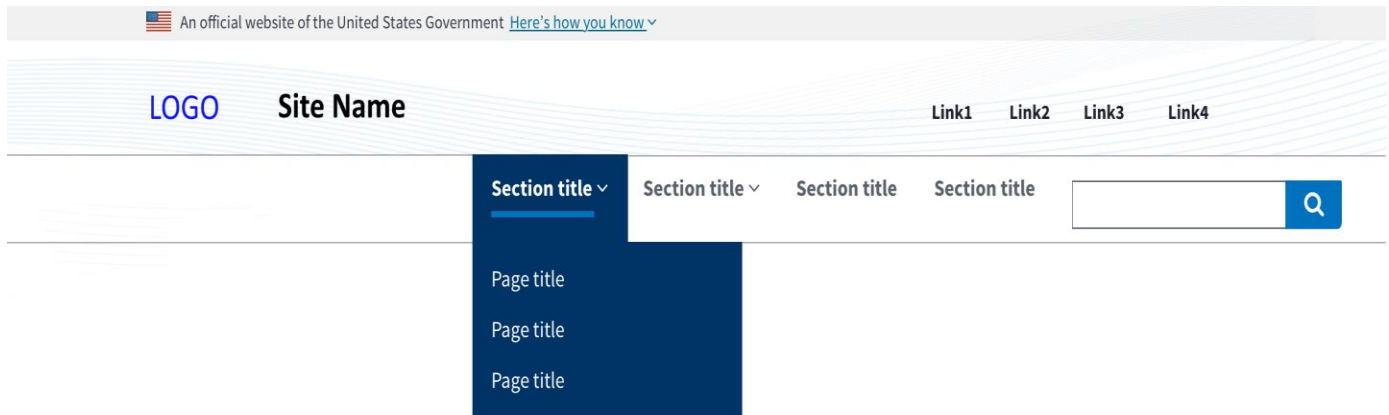 An official website of the United States Government Here’s how you know
LOGO Site Name Link1 Link2 Link3 Link4
Section title Section title Section title Section title
Page title
Page title
Page title